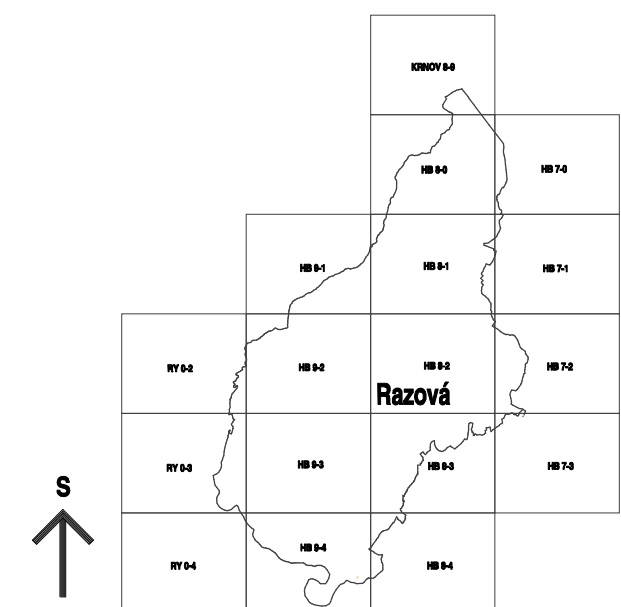 KRNOV 8-9
HB 8-0
HB 7-0
HB 9-1
HB 8-1
HB 7-1
RY 0-2
HB 9-2
HB 8-2
HB 7-2
Razová
RY 0-3
HB 9-3
HB 8-3
HB 7-3
S
RY 0-4
HB 9-4
HB 8-4